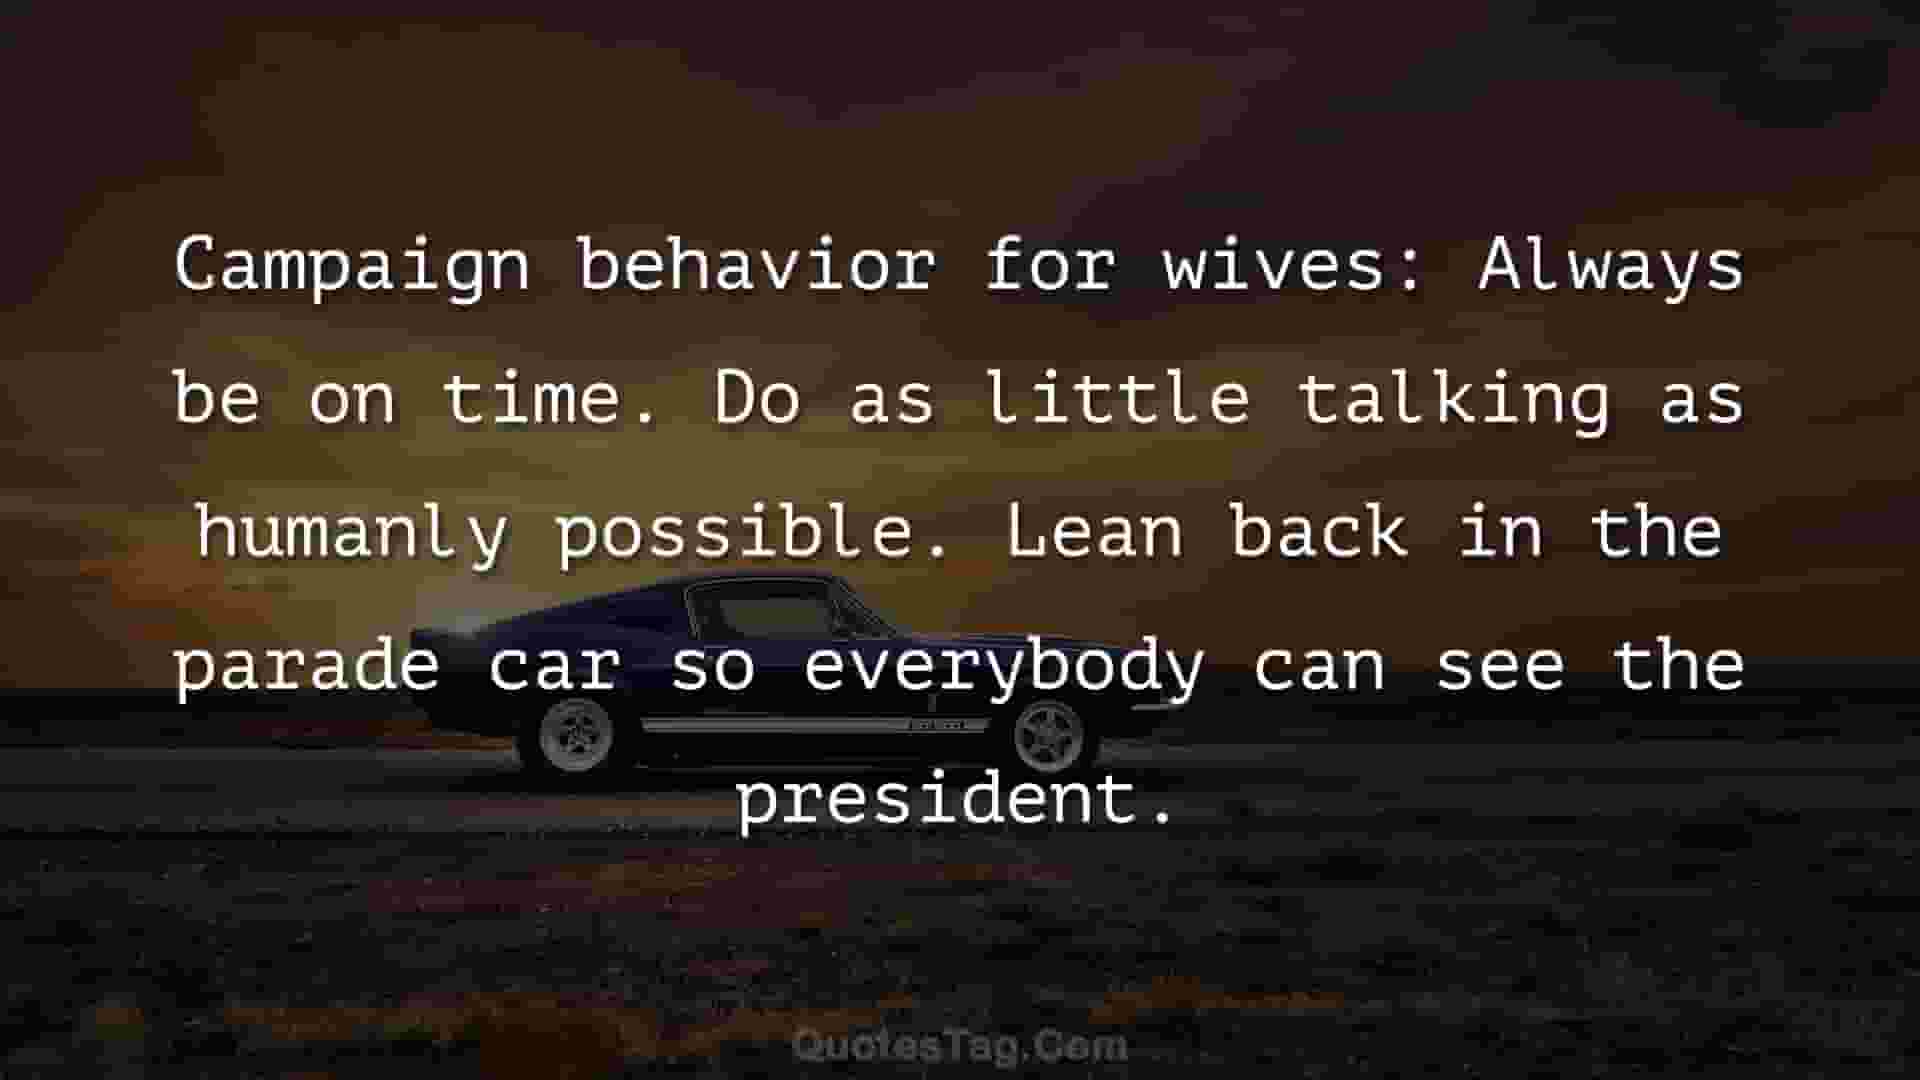 Campaign behavior for wives: Always
be on time. Do as little talking as
humanly possible. Lean back in the
parade car so everybody can see the
president.
QuotesTag.Com